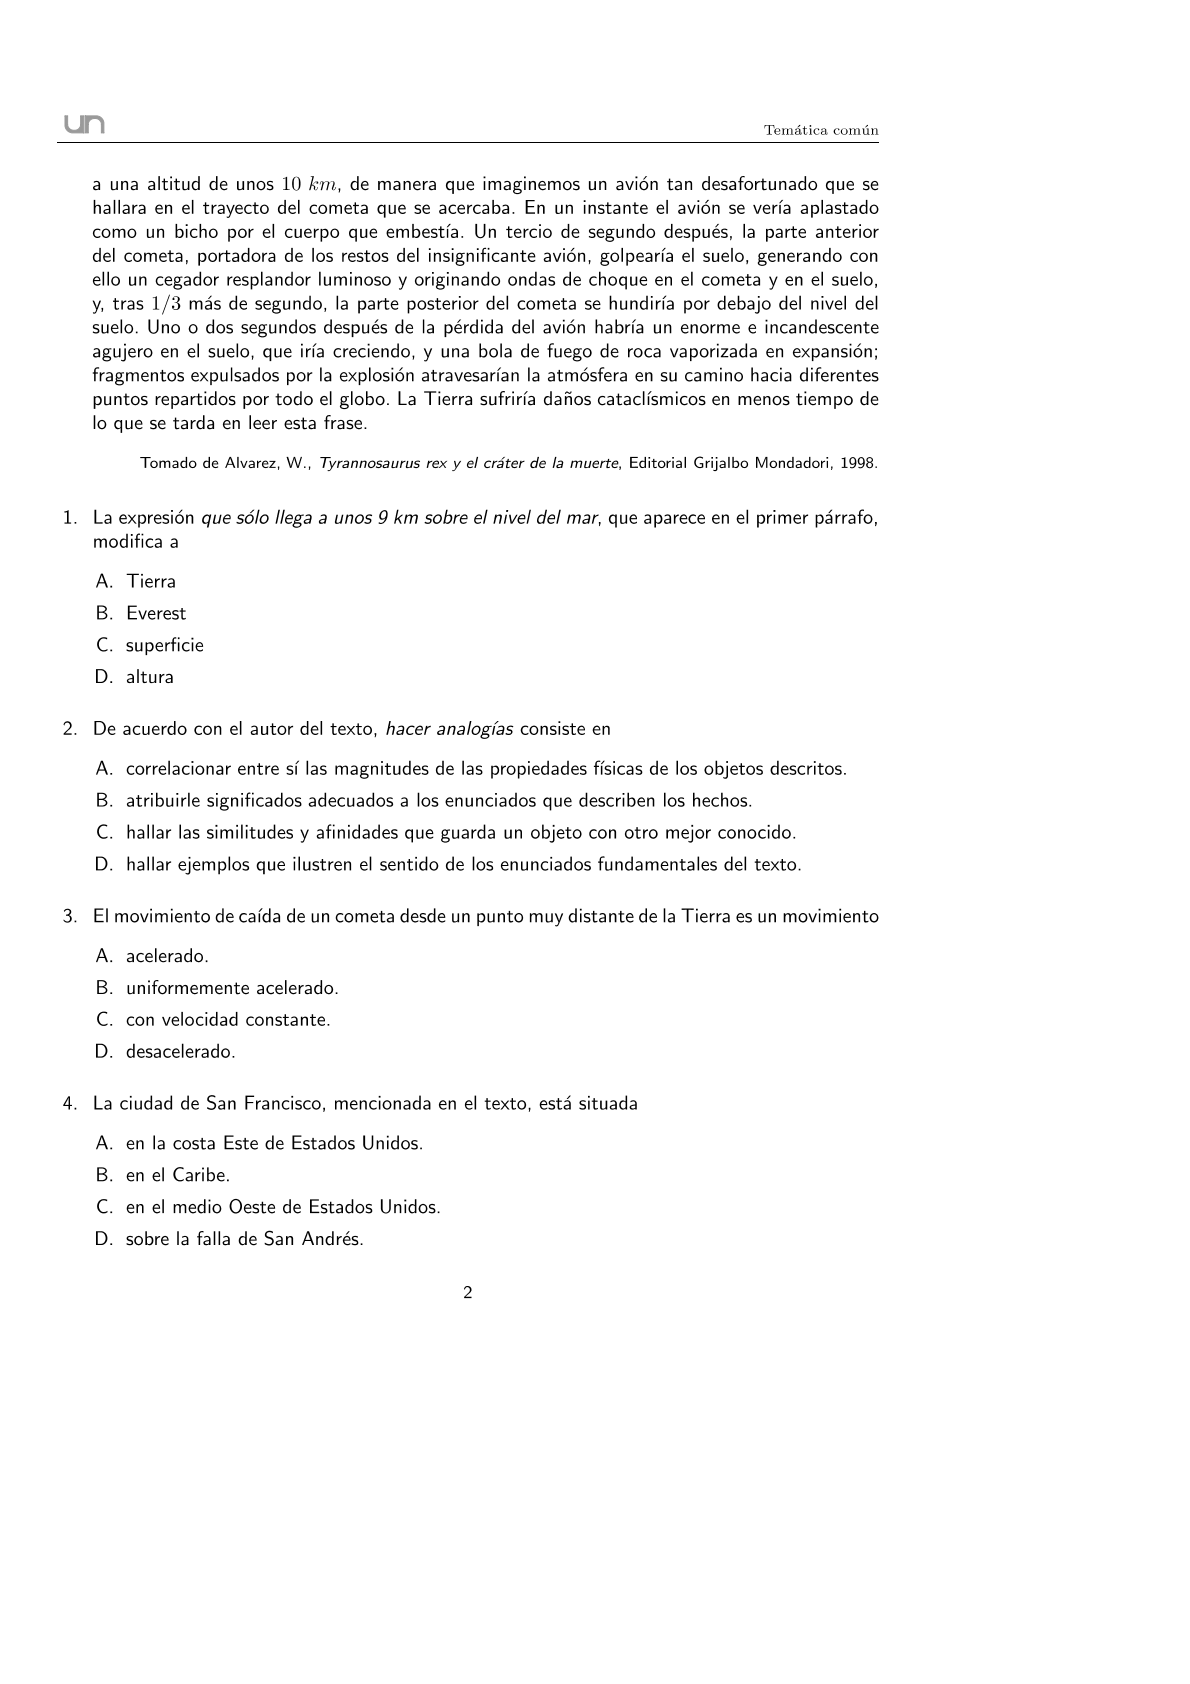 un
Temática común
a una altitud de unos 10 km, de manera que imaginemos un avión tan desafortunado que se
hallara en el trayecto del cometa que se acercaba. En un instante el avión se vería aplastado
como un bicho por el cuerpo que embestía. Un tercio de segundo después, la parte anterior
del cometa, portadora de los restos del insignificante avión, golpearía el suelo, generando con
ello un cegador resplandor luminoso y originando ondas de choque en el cometa y en el suelo,
y, tras 1/3 más de segundo, la parte posterior del cometa se hundiría por debajo del nivel del
suelo. Uno o dos segundos después de la pérdida del avión habría un enorme e incandescente
agujero en el suelo, que iría creciendo, y una bola de fuego de roca vaporizada en expansión;
fragmentos expulsados por la explosión atravesarían la atmósfera en su camino hacia diferentes
puntos repartidos por todo el globo. La Tierra sufriría daños cataclísmicos en menos tiempo de
lo que se tarda en leer esta frase.
Tomado de Alvarez, W., Tyrannosaurus rex y el cráter de la muerte, Editorial Grijalbo Mondadori, 1998.
1. La expresión que sólo llega a unos 9 km sobre el nivel del mar, que aparece en el primer párrafo,
modifica a
A. Tierra
B. Everest
C. superficie
D. altura
2. De acuerdo con el autor del texto, hacer analogías consiste en
A. correlacionar entre sí las magnitudes de las propiedades físicas de los objetos descritos.
B. atribuirle significados adecuados a los enunciados que describen los hechos.
C. hallar las similitudes y afinidades que guarda un objeto con otro mejor conocido.
D. hallar ejemplos que ilustren el sentido de los enunciados fundamentales del texto.
3. El movimiento de caída de un cometa desde un punto muy distante de la Tierra es un movimiento
A. acelerado.
B. uniformemente acelerado.
C. con velocidad constante.
D. desacelerado.
4. La ciudad de San Francisco, mencionada en el texto, está situada
A. en la costa Este de Estados Unidos.
B. en el Caribe.
C. en el medio Oeste de Estados Unidos.
D. sobre la falla de San Andrés.
2